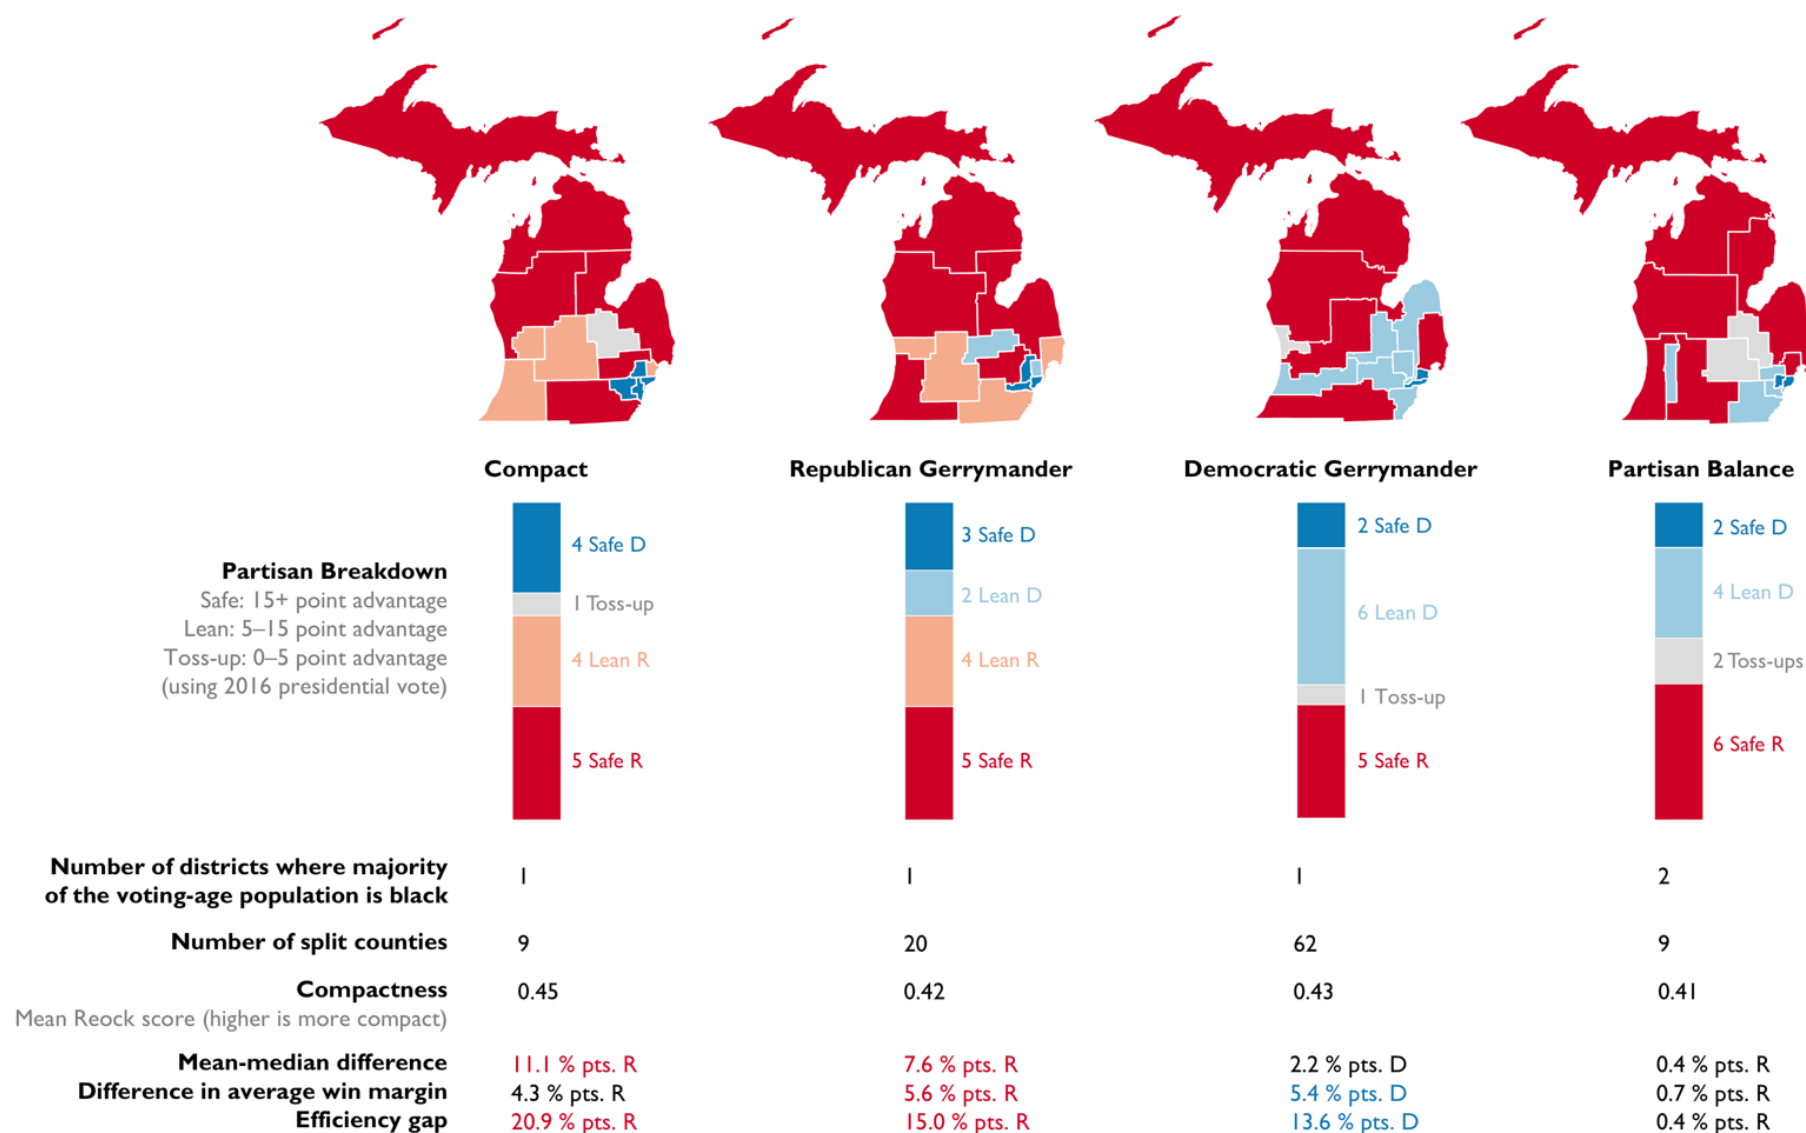 Compact
Republican Gerrymander
Democratic Gerrymander
Partisan Balance
Partisan Breakdown
Safe: 15+ point advantage
Lean: 5–15 point advantage
Toss-up: 0–5 point advantage
(using 2016 presidential vote)
4 Safe D
1 Toss-up
4 Lean R
5 Safe R
3 Safe D
2 Lean D
4 Lean R
5 Safe R
2 Safe D
6 Lean D
1 Toss-up
5 Safe R
2 Safe D
4 Lean D
2 Toss-ups
6 Safe R
Number of districts where majority
of the voting-age population is black
1 1 1 2
Number of split counties 9 20 62 9
Compactness 0.45 0.42 0.43 0.41
Mean Reock score (higher is more compact)
Mean-median difference 11.1 % pts. R 7.6 % pts. R 2.2 % pts. D 0.4 % pts. R
Difference in average win margin 4.3 % pts. R 5.6 % pts. R 5.4 % pts. D 0.7 % pts. R
Efficiency gap 20.9 % pts. R 15.0 % pts. R 13.6 % pts. D 0.4 % pts. R